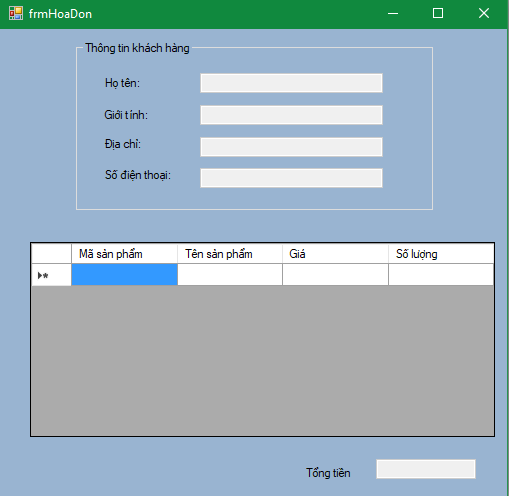 frmHoaDon
Thông tin khách hàng
Họ tên:
Giới tính:
Địa chỉ:
Số điện thoại:
Mã sản phẩm Tên sản phẩm Giá Số lượng
Tổng tiền